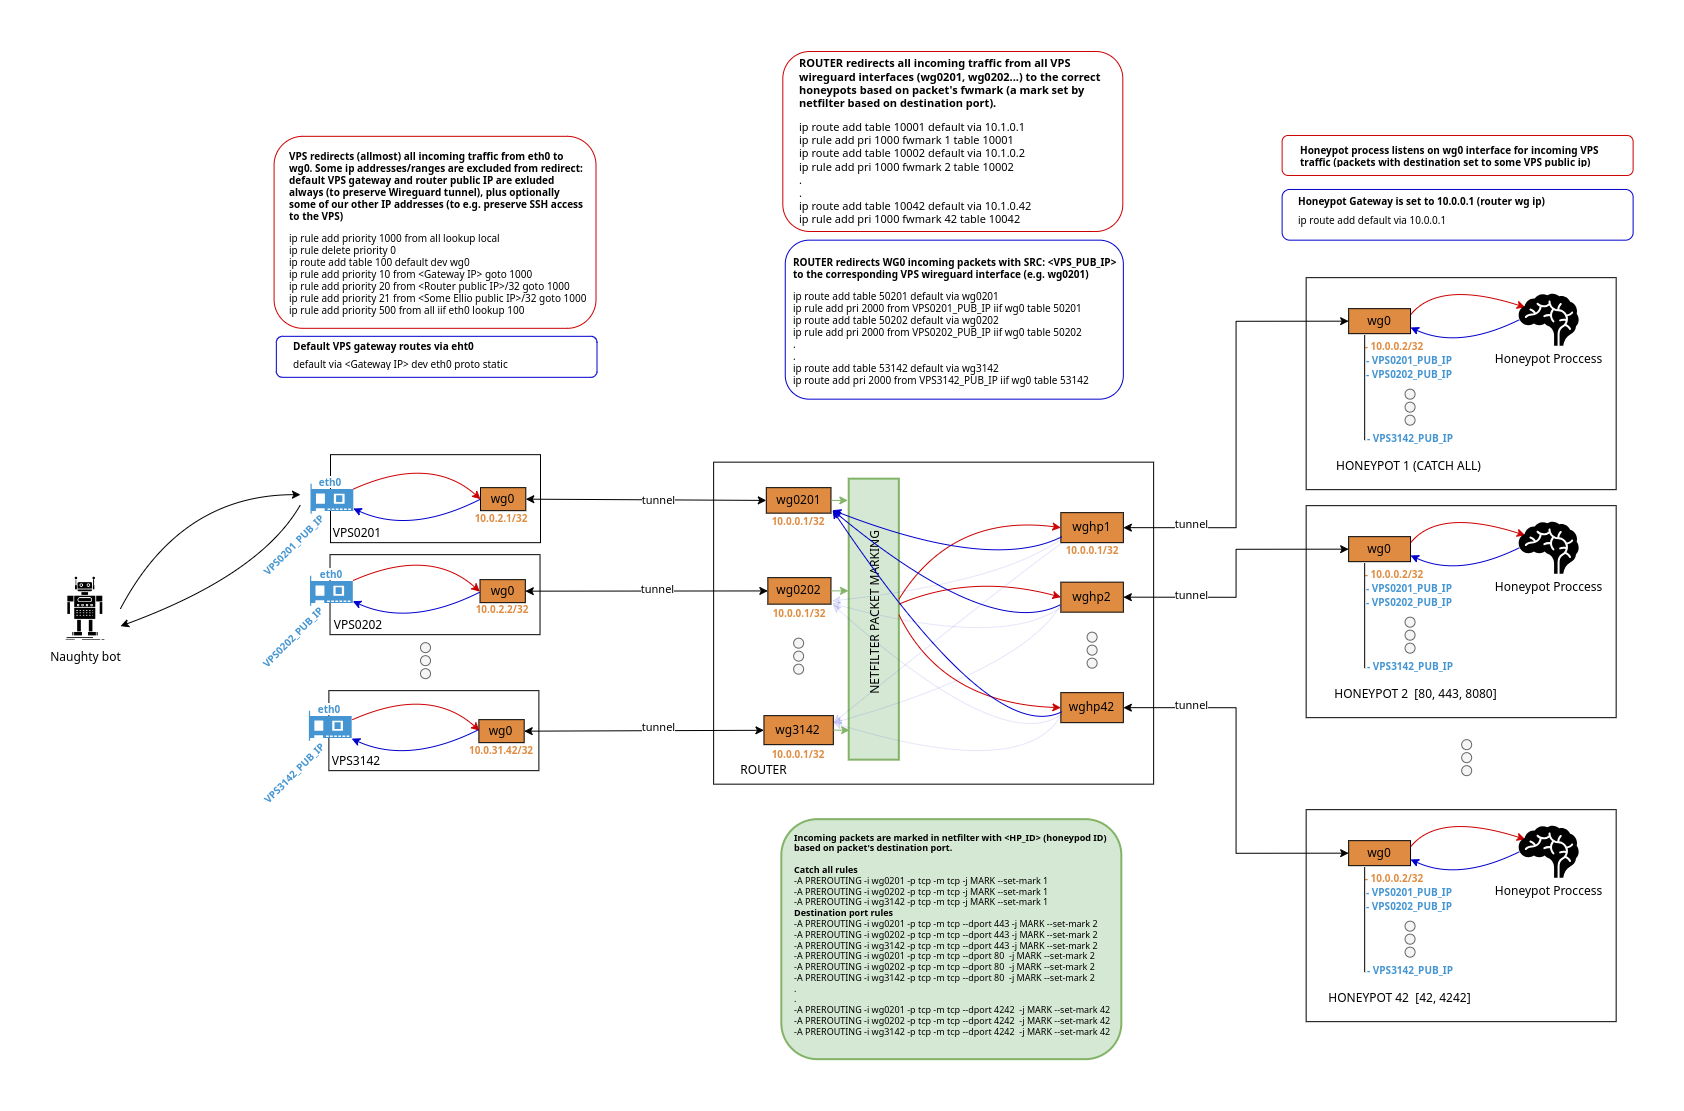 ROUTER redirects all incoming traffic from all VPS
wireguard interfaces (wg0201, wg0202...) to the correct
honeypots based on packet's fwmark (a mark set by
netfilter based on destination port).
ip route add table 10001 default via 10.1.0.1
ip rule add pri 1000 fwmark 1 table 10001
ip route add table 10002 default via 10.1.0.2
ip rule add pri 1000 fwmark 2 table 10002
.
.
ip route add table 10042 default via 10.1.0.42
ip rule add pri 1000 fwmark 42 table 10042
VPS redirects (allmost) all incoming traffic from eth0 to
wg0. Some ip addresses/ranges are excluded from redirect:
default VPS gateway and router public IP are exluded
always (to preserve Wireguard tunnel), plus optionally
some of our other IP addresses (to e.g. preserve SSH access
to the VPS)
ip rule add priority 1000 from all lookup local
ip rule delete priority 0
ip route add table 100 default dev wg0
ip rule add priority 10 from <Gateway IP> goto 1000
ip rule add priority 20 from <Router public IP>/32 goto 1000
ip rule add priority 21 from <Some Ellio public IP>/32 goto 1000
ip rule add priority 500 from all iif eth0 lookup 100
Default VPS gateway routes via eht0
default via <Gateway IP> dev eth0 proto static
ROUTER redirects WG0 incoming packets with SRC: <VPS_PUB_IP>
to the corresponding VPS wireguard interface (e.g. wg0201)
ip route add table 50201 default via wg0201
ip rule add pri 2000 from VPS0201_PUB_IP iif wg0 table 50201
ip route add table 50202 default via wg0202
ip rule add pri 2000 from VPS0202_PUB_IP iif wg0 table 50202
.
.
ip route add table 53142 default via wg3142
ip route add pri 2000 from VPS3142_PUB_IP iif wg0 table 53142
Honeypot process listens on wg0 interface for incoming VPS
traffic (packets with destination set to some VPS public ip)
Honeypot Gateway is set to 10.0.0.1 (router wg ip)
ip route add default via 10.0.0.1
Naughty bot
eth0
VPS0201_PUB_IP
wg0
10.0.2.1/32
VPS0201
tunnel
eth0
VPS0202_PUB_IP
wg0
10.0.2.2/32
VPS0202
tunnel
eth0
VPS3142_PUB_IP
wg0
10.0.31.42/32
VPS3142
tunnel
wg0201
10.0.0.1/32
wg0202
10.0.0.1/32
wg3142
10.0.0.1/32
ROUTER
NETFILTER PACKET MARKING
wghp1
10.0.0.1/32
wghp2
wghp42
tunnel
tunnel
tunnel
wg0
- 10.0.0.2/32
- VPS0201_PUB_IP
- VPS0202_PUB_IP
- VPS3142_PUB_IP
Honeypot Proccess
HONEYPOT 1 (CATCH ALL)
wg0
- 10.0.0.2/32
- VPS0201_PUB_IP
- VPS0202_PUB_IP
- VPS3142_PUB_IP
Honeypot Proccess
HONEYPOT 2 [80, 443, 8080]
wg0
- 10.0.0.2/32
- VPS0201_PUB_IP
- VPS0202_PUB_IP
- VPS3142_PUB_IP
Honeypot Proccess
HONEYPOT 42 [42, 4242]
Incoming packets are marked in netfilter with <HP_ID> (honeypod ID)
based on packet's destination port.
Catch all rules
-A PREROUTING -i wg0201 -p tcp -m tcp -j MARK --set-mark 1
-A PREROUTING -i wg0202 -p tcp -m tcp -j MARK --set-mark 1
-A PREROUTING -i wg3142 -p tcp -m tcp -j MARK --set-mark 1
Destination port rules
-A PREROUTING -i wg0201 -p tcp -m tcp --dport 443 -j MARK --set-mark 2
-A PREROUTING -i wg0202 -p tcp -m tcp --dport 443 -j MARK --set-mark 2
-A PREROUTING -i wg3142 -p tcp -m tcp --dport 443 -j MARK --set-mark 2
-A PREROUTING -i wg0201 -p tcp -m tcp --dport 80 -j MARK --set-mark 2
-A PREROUTING -i wg0202 -p tcp -m tcp --dport 80 -j MARK --set-mark 2
-A PREROUTING -i wg3142 -p tcp -m tcp --dport 80 -j MARK --set-mark 2
.
.
-A PREROUTING -i wg0201 -p tcp -m tcp --dport 4242 -j MARK --set-mark 42
-A PREROUTING -i wg0202 -p tcp -m tcp --dport 4242 -j MARK --set-mark 42
-A PREROUTING -i wg3142 -p tcp -m tcp --dport 4242 -j MARK --set-mark 42